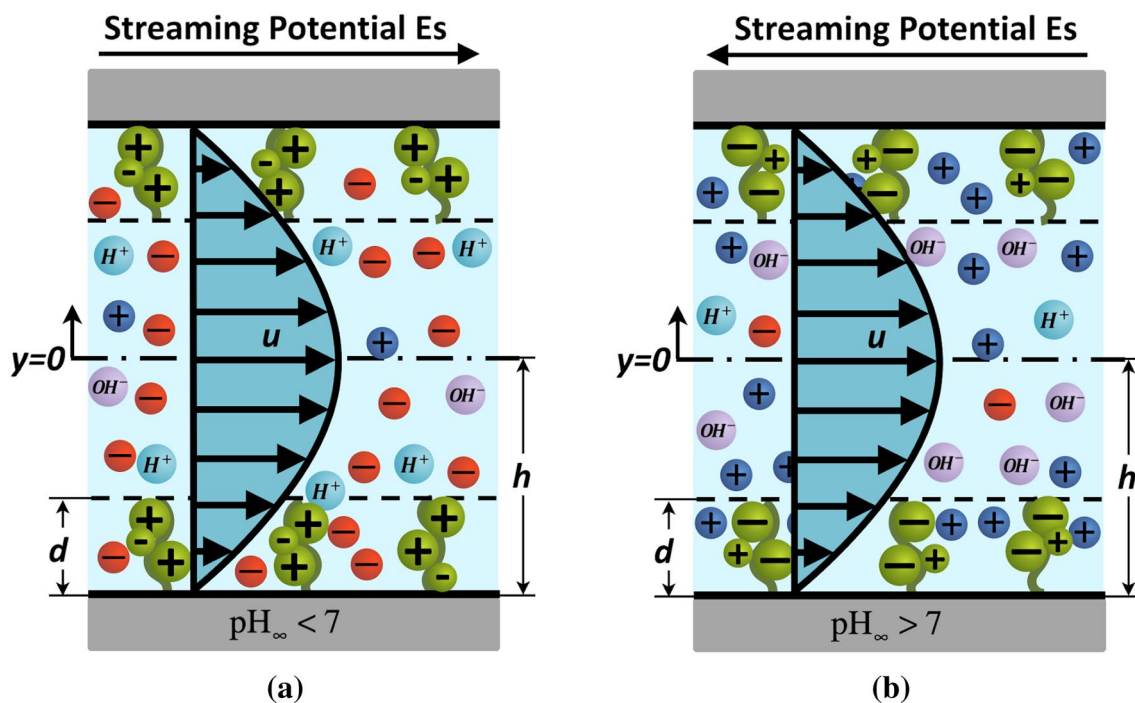 Streaming Potential Es
+
+
-
+
+
-
+
-
+
−
−
H⁺
H⁺
−
−
H⁺
+
−
u
+
−
y=0
OH⁻
−
−
OH⁻
−
H⁺
−
H⁺
−
H⁺
h
d
+
-
+
−
+
-
+
−
−
−
+
+
-
pH∞ < 7
(a)
Streaming Potential Es
−
+
−
+
−
+
−
+
−
+
−
+
+
+
+
OH⁻
OH⁻
+
OH⁻
+
H⁺
−
u
+
H⁺
y=0
+
OH⁻
−
OH⁻
+
+
OH⁻
OH⁻
+
h
d
+
−
+
−
−
−
+
+
+
−
−
+
+
pH∞ > 7
(b)